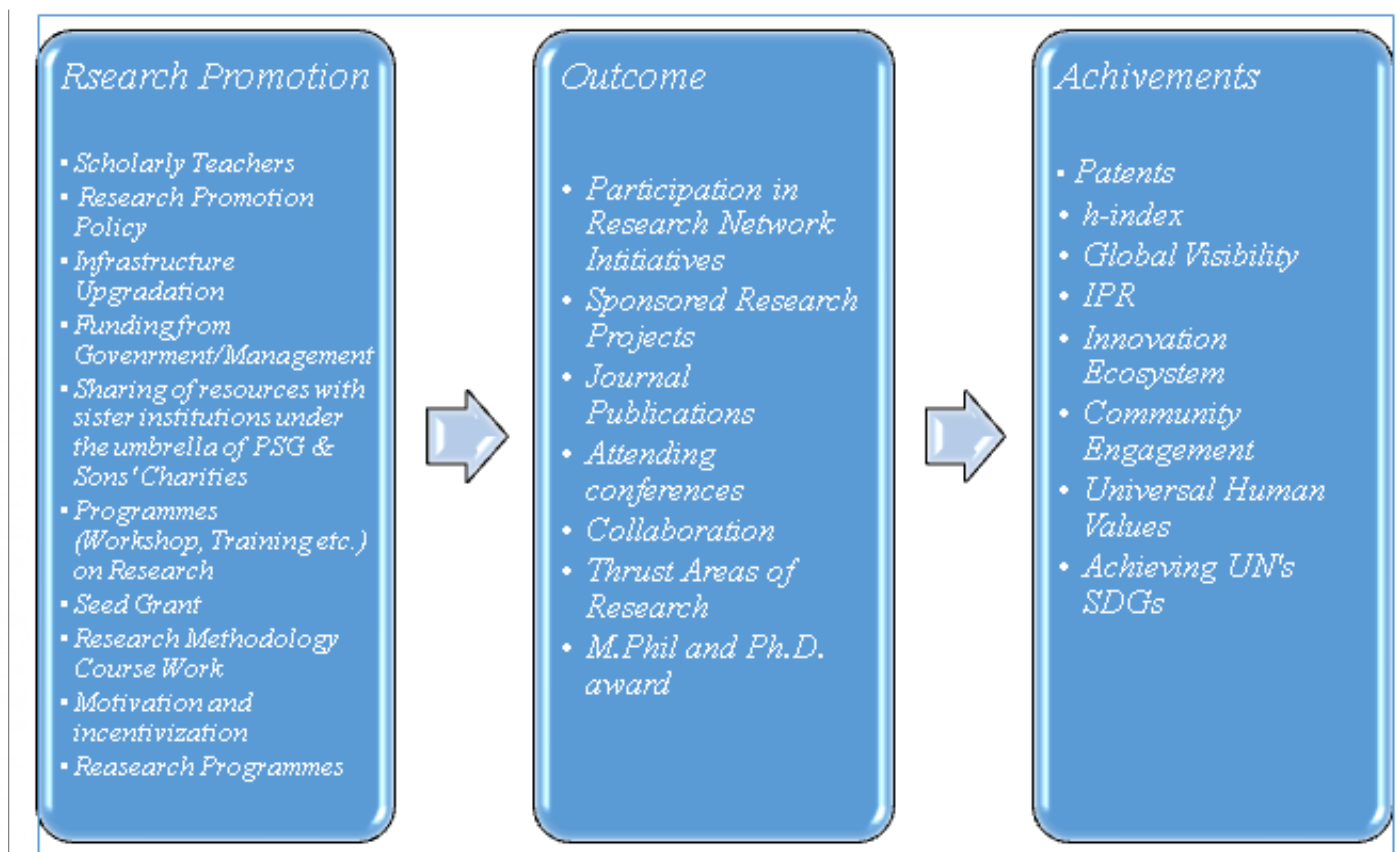 Rsearch Promotion
▪ Scholarly Teachers
▪ Research Promotion
Policy
▪ Infrastructure
Upgradation
▪ Funding from
Govenrment/Management
▪ Sharing of resources with
sister institutions under
the umbrella of PSG &
Sons' Charities
▪ Programmes
(Workshop, Training etc.)
on Research
▪ Seed Grant
▪ Research Methodology
Course Work
▪ Motivation and
incentivization
▪ Reasearch Programmes
Outcome
• Participation in
Research Network
Intitiatives
• Sponsored Research
Projects
• Journal
Publications
• Attending
conferences
• Collaboration
• Thrust Areas of
Research
• M.Phil and Ph.D.
award
Achivements
• Patents
• h-index
• Global Visibility
• IPR
• Innovation
Ecosystem
• Community
Engagement
• Universal Human
Values
• Achieving UN's
SDGs